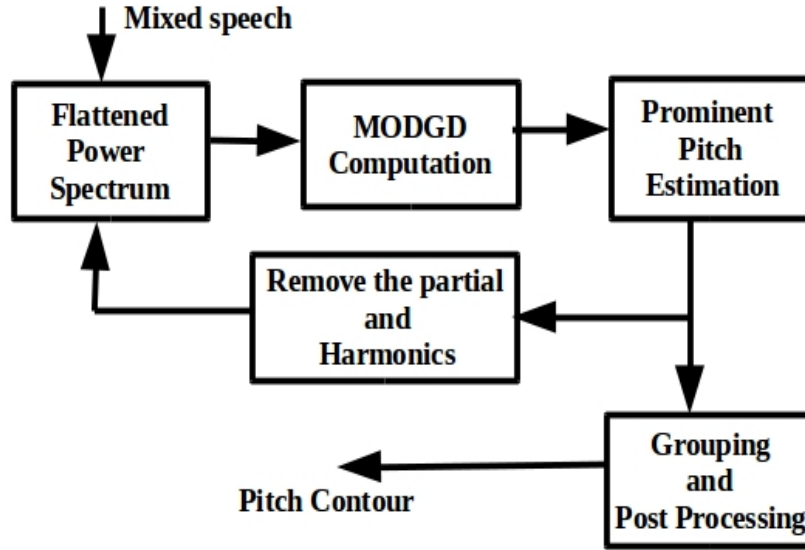 Mixed speech
Flattened
Power
Spectrum
MODGD
Computation
Prominent
Pitch
Estimation
Remove the partial
and
Harmonics
Grouping
and
Post Processing
Pitch Contour